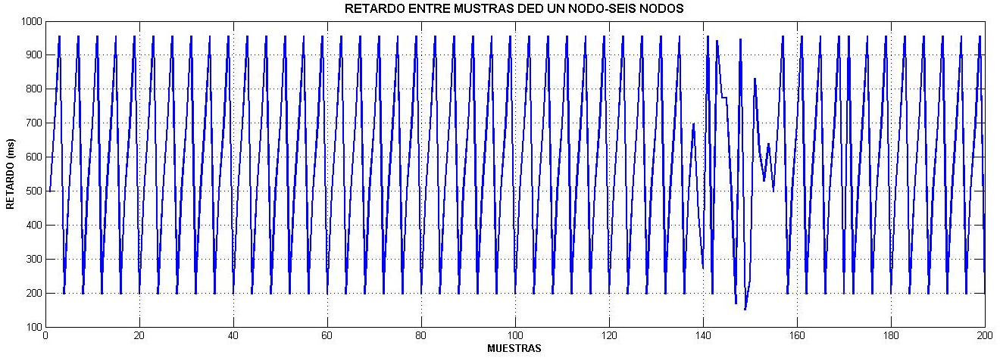 RETARDO ENTRE MUSTRAS DED UN NODO-SEIS NODOS
1000
900
800
700
600
500
400
300
200
100
RETARDO (ms)
0 20 40 60 80 100 120 140 160 180 200
MUESTRAS